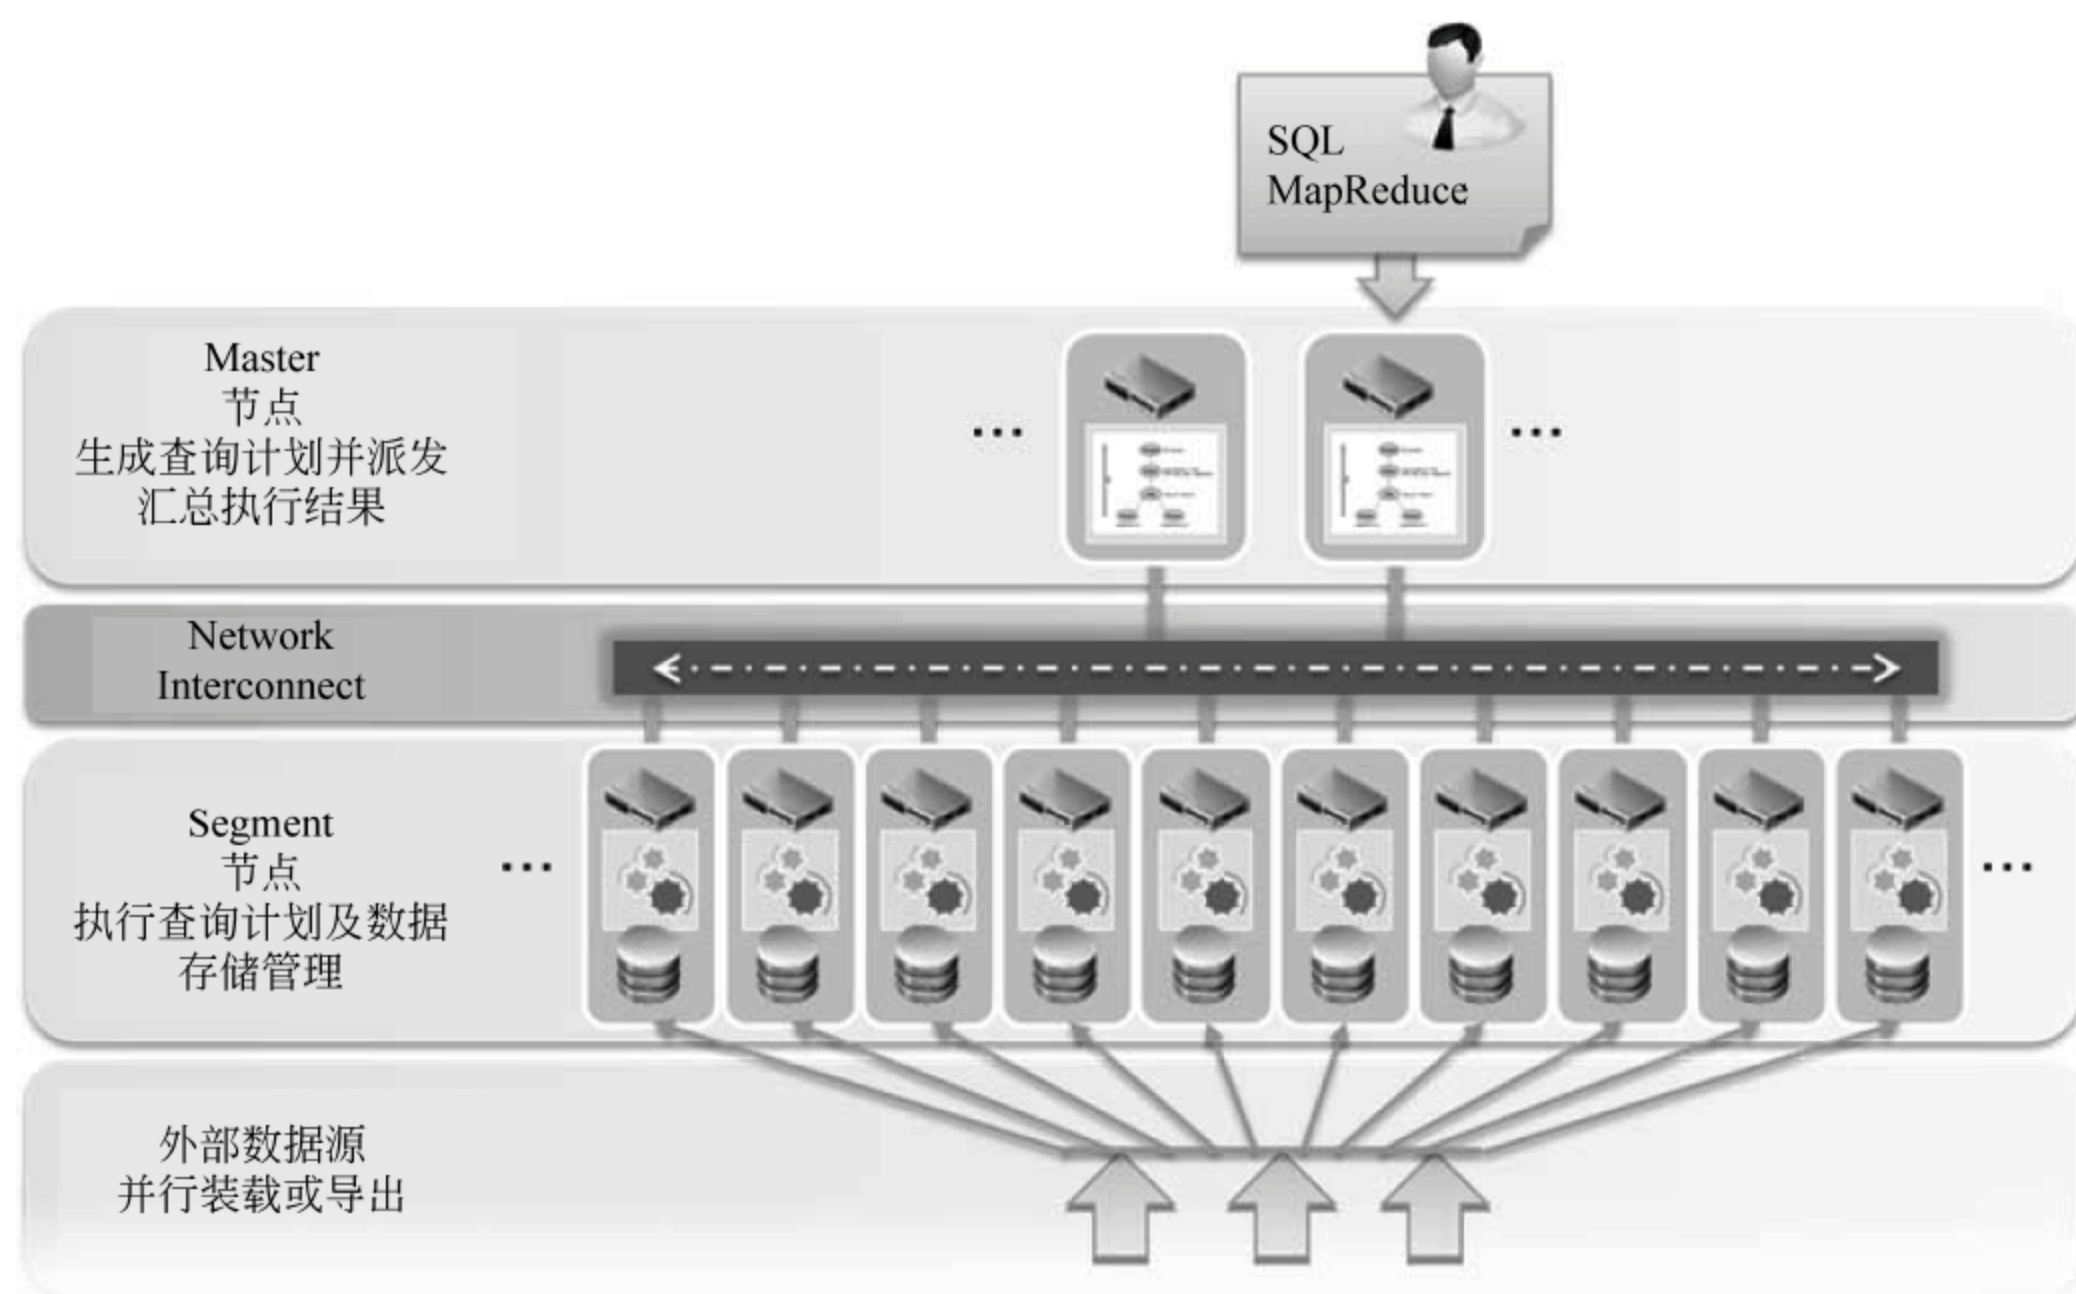 SQL
MapReduce
Master
节点
生成查询计划并派发
汇总执行结果
...
...
Network
Interconnect
Segment
节点
执行查询计划及数据
存储管理
...
...
外部数据源
并行装载或导出